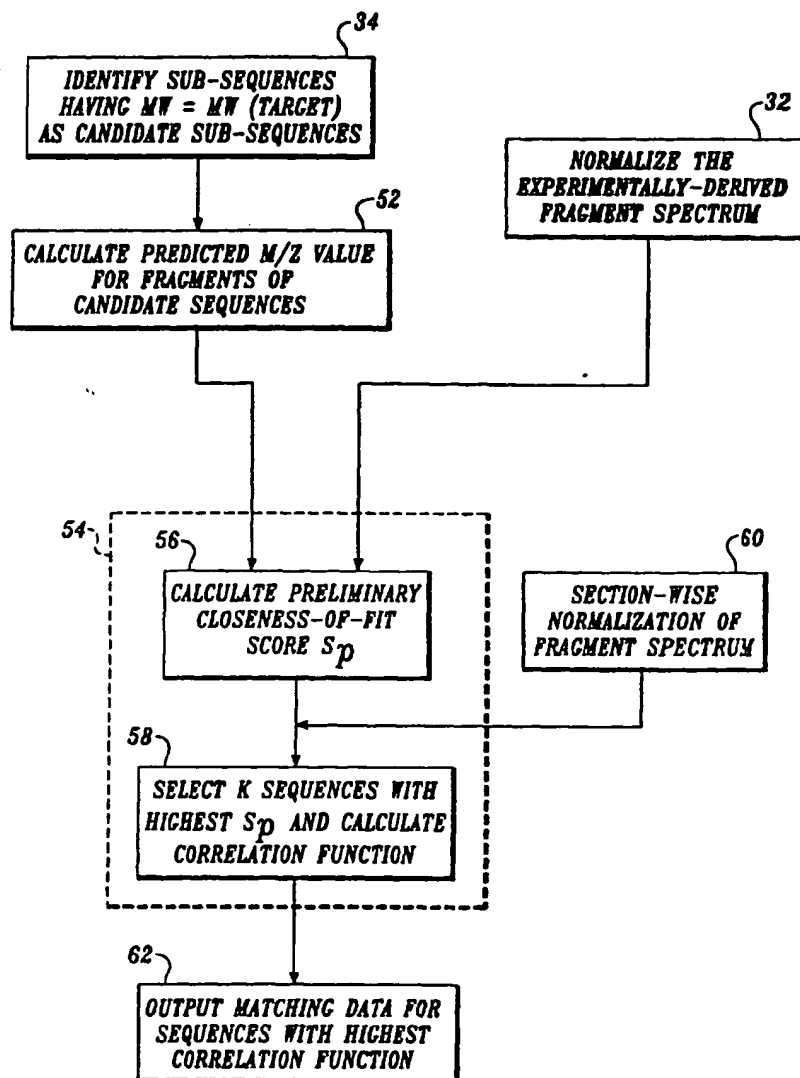 34
IDENTIFY SUB-SEQUENCES
HAVING MW = MW (TARGET)
AS CANDIDATE SUB-SEQUENCES
32
NORMALIZE THE
EXPERIMENTALLY-DERIVED
FRAGMENT SPECTRUM
52
CALCULATE PREDICTED M/Z VALUE
FOR FRAGMENTS OF
CANDIDATE SEQUENCES
54
56
CALCULATE PRELIMINARY
CLOSENESS-OF-FIT
SCORE Sp
60
SECTION-WISE
NORMALIZATION OF
FRAGMENT SPECTRUM
58
SELECT K SEQUENCES WITH
HIGHEST Sp AND CALCULATE
CORRELATION FUNCTION
62
OUTPUT MATCHING DATA FOR
SEQUENCES WITH HIGHEST
CORRELATION FUNCTION